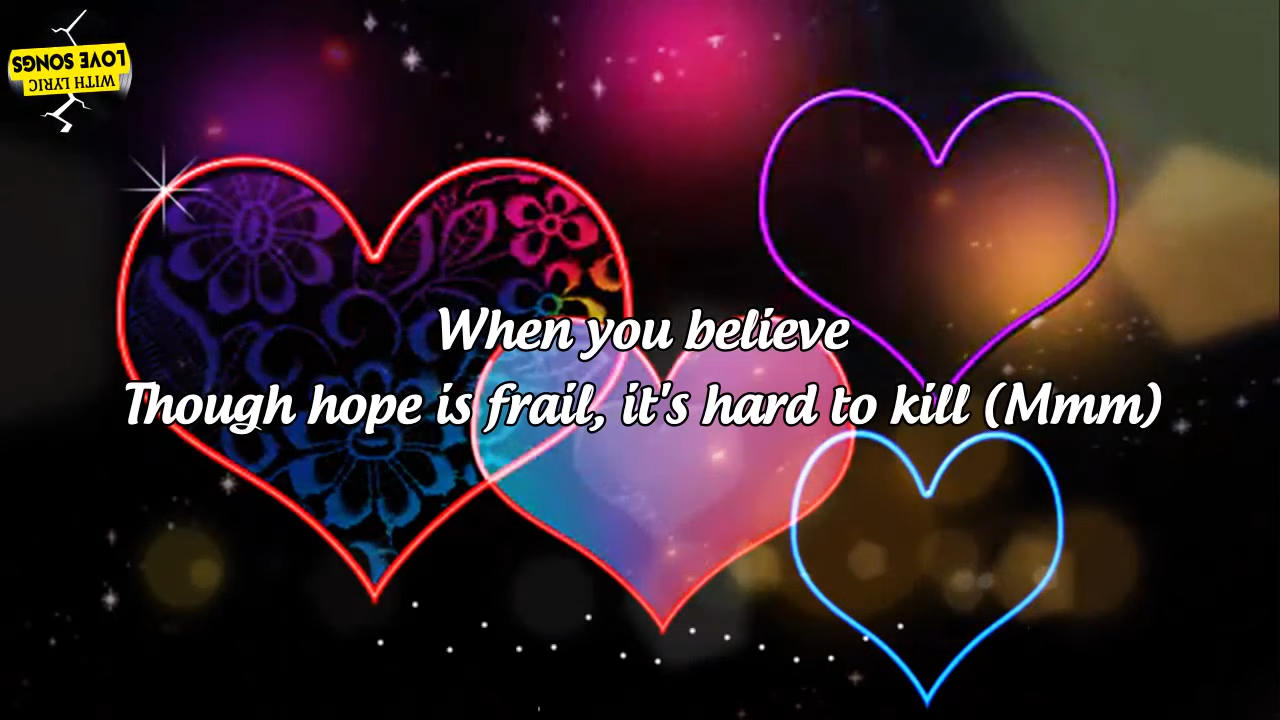 LOVE SONGS
WITH LYRIC
When you believe
Though hope is frail, it's hard to kill (Mmm)